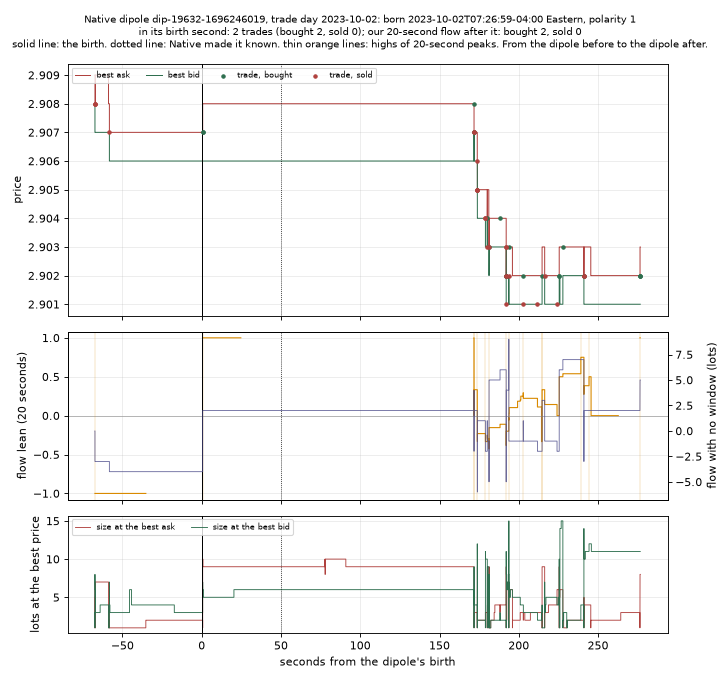 Native dipole dip-19632-1696246019, trade day 2023-10-02: born 2023-10-02T07:26:59-04:00 Eastern, polarity 1
in its birth second: 2 trades (bought 2, sold 0); our 20-second flow after it: bought 2, sold 0
solid line: the birth. dotted line: Native made it known. thin orange lines: highs of 20-second peaks. From the dipole before to the dipole after.
best ask
best bid
trade, bought
trade, sold
2.909
2.908
2.907
2.906
2.905
2.904
2.903
2.902
2.901
price
1.0
0.5
0.0
−0.5
−1.0
flow lean (20 seconds)
7.5
5.0
2.5
0.0
−2.5
−5.0
flow with no window (lots)
size at the best ask
size at the best bid
15
10
5
lots at the best price
−50
0
50
100
150
200
250
seconds from the dipole's birth